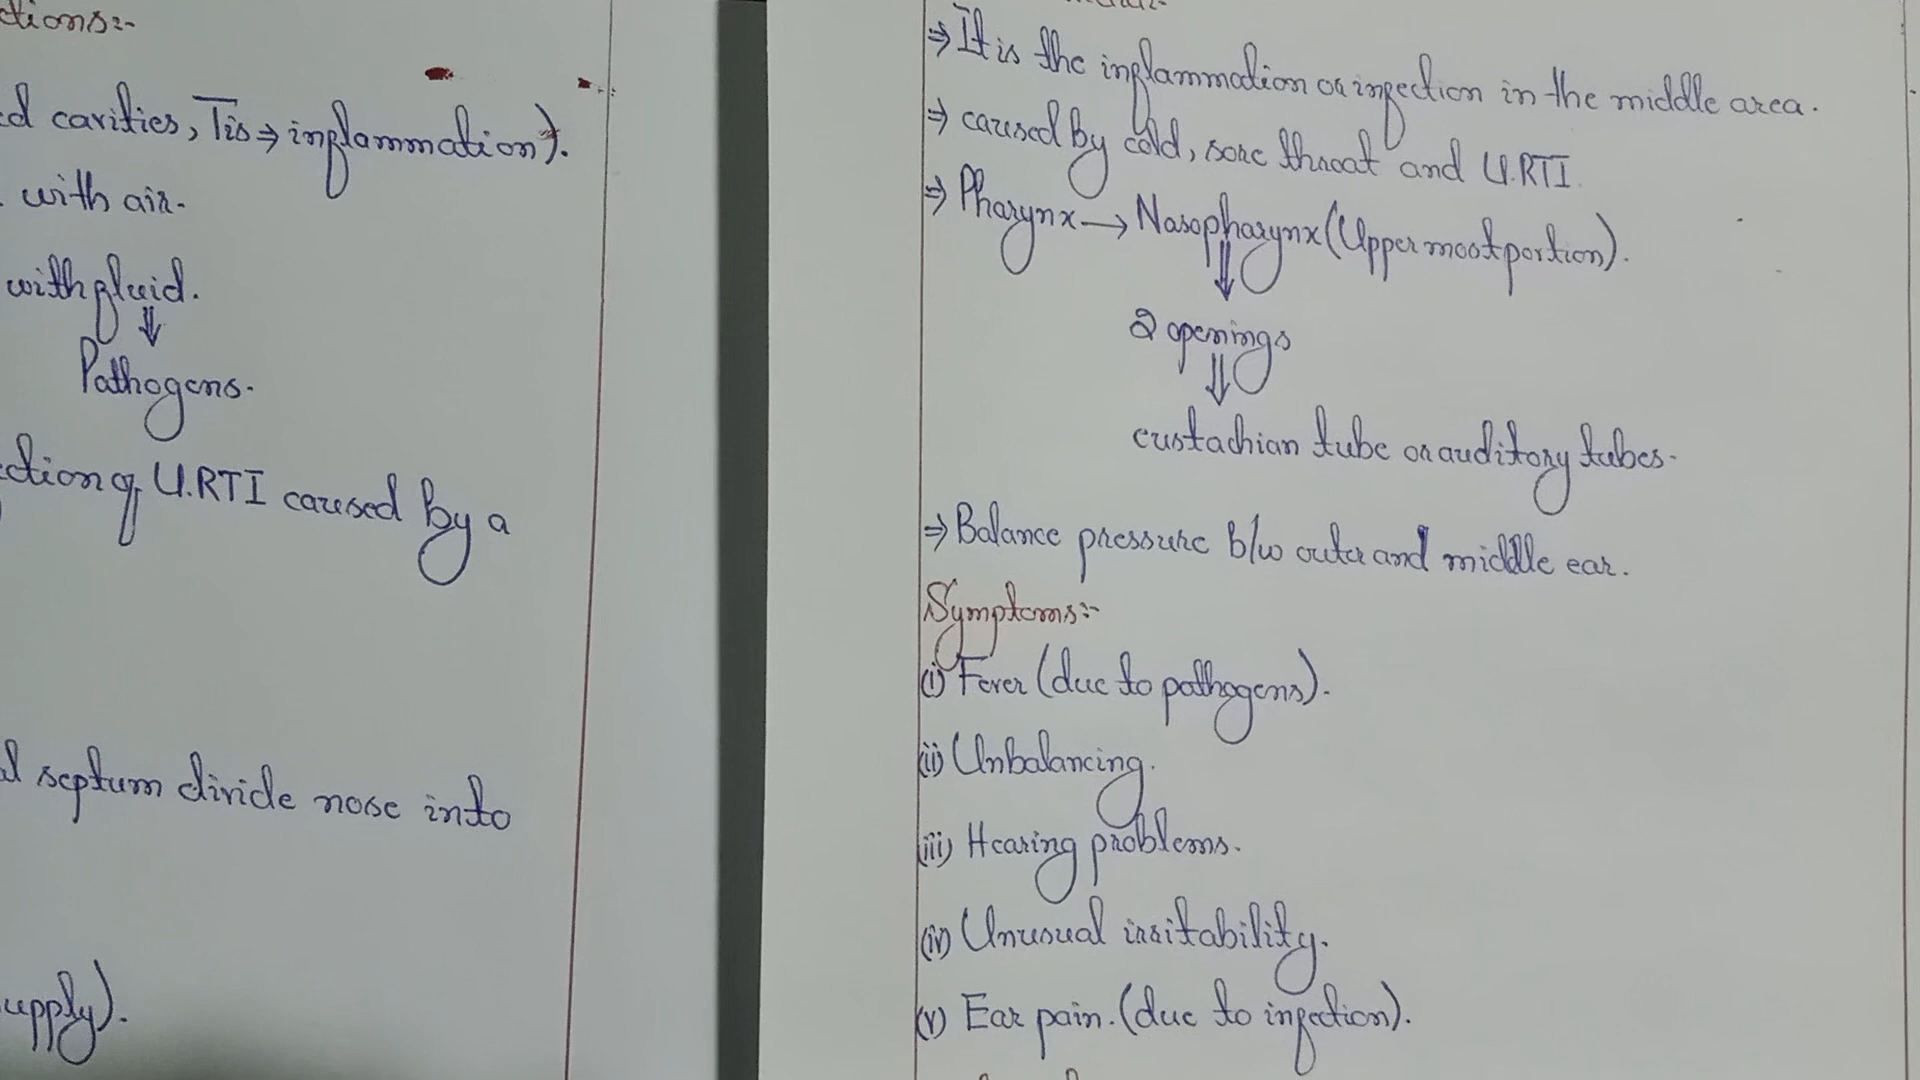 ctions:-
ed cavities, Tis⇒ inflammation).
with air.
with fluid.
⇓
Pathogens.
ction of U.RTI caused by a
al septum divide nose into
upply).
⇒ It is the inflammation or infection in the middle area.
⇒ caused by cold, sore throat and U.RTI.
⇒ Pharynx → Nasopharynx (Upper most portion).
⇓
2 openings
⇓
eustachian tube or auditory tubes.
⇒ Balance pressure b/w outer and middle ear.
Symptoms:-
(i) Fever (due to pathogens).
(ii) Unbalancing.
(iii) Hearing problems.
(iv) Unusual irritability.
(v) Ear pain. (due to infection).